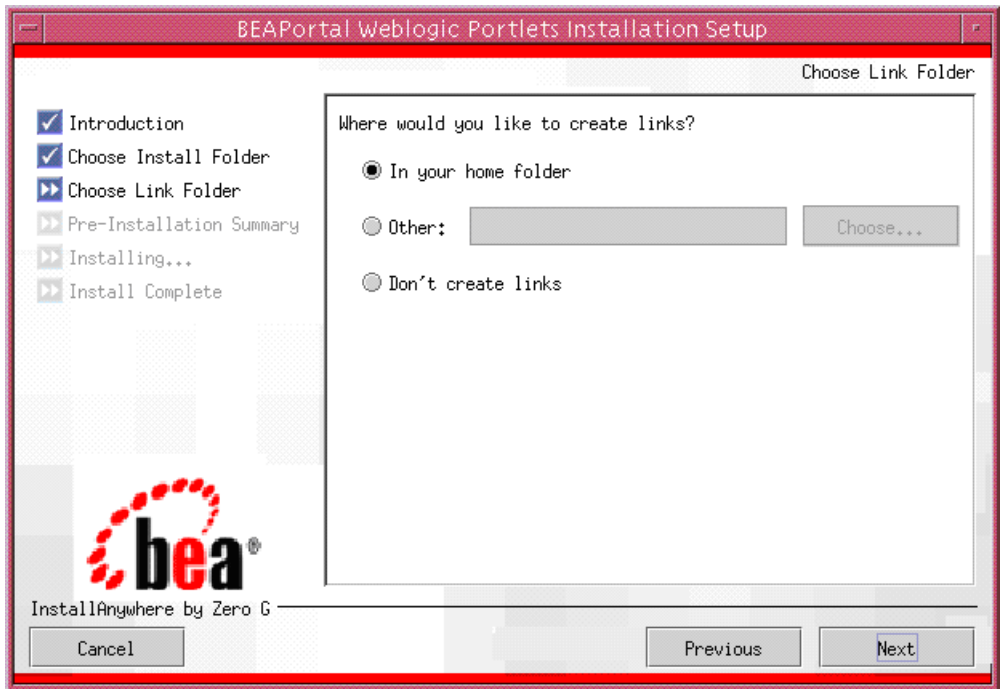 BEAPortal Weblogic Portlets Installation Setup
Choose Link Folder
Introduction
Choose Install Folder
Choose Link Folder
Pre-Installation Summary
Installing...
Install Complete
Where would you like to create links?
In your home folder
Other:
Choose...
Don't create links
bea®
InstallAnywhere by Zero G
Cancel
Previous
Next